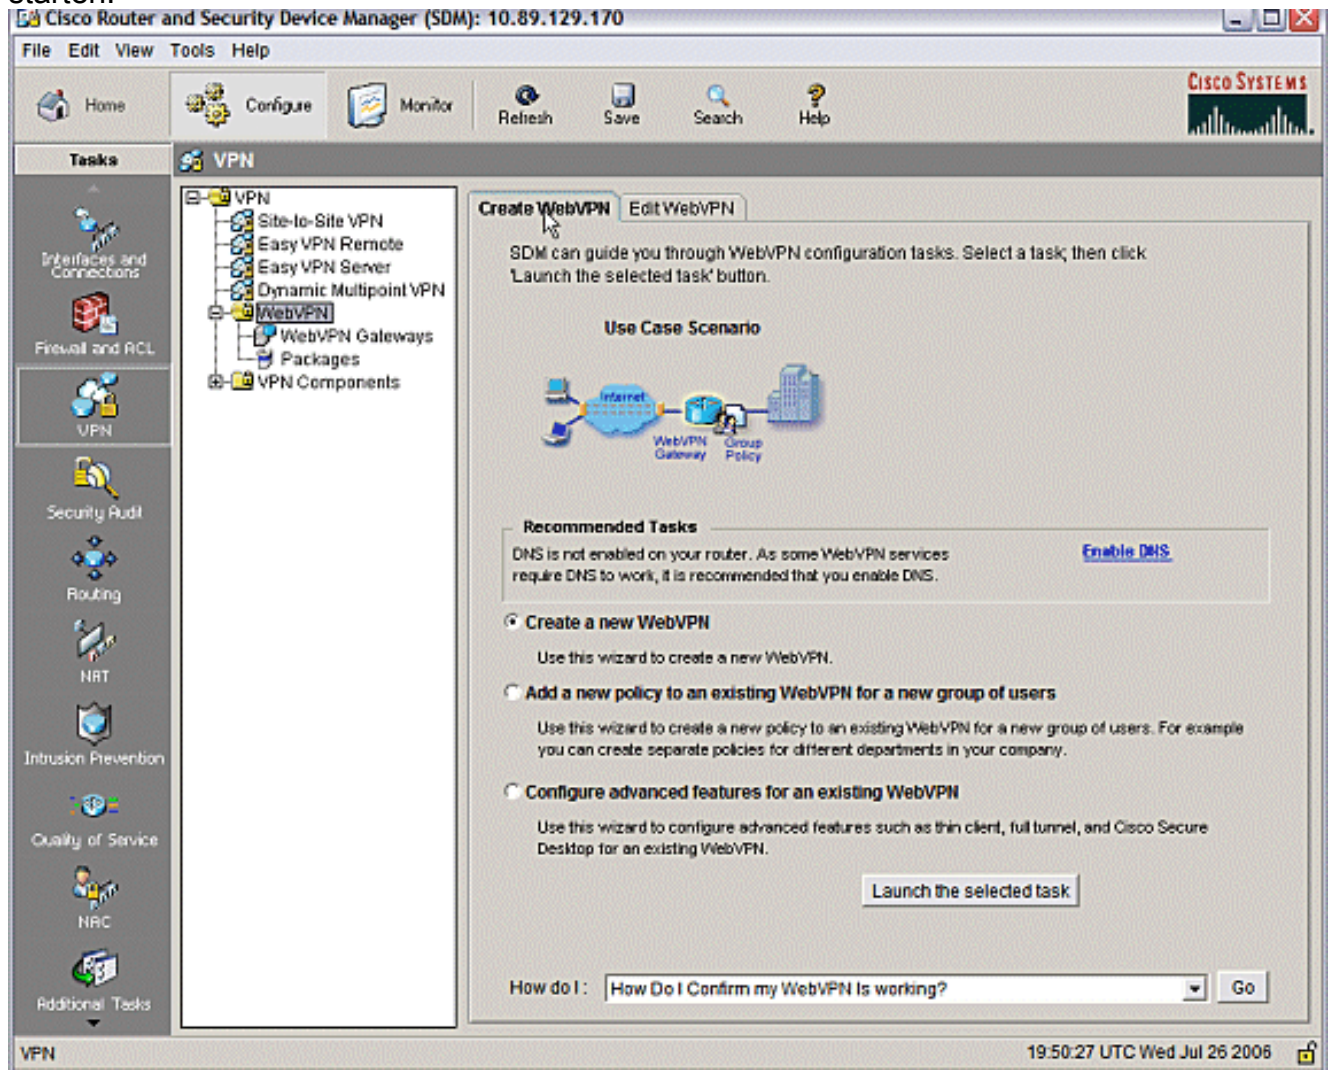 starten.
Cisco Router and Security Device Manager (SDM): 10.89.129.170
File Edit View Tools Help
Home
Configure
Monitor
Refresh
Save
Search
Help
CISCO SYSTEMS
Tasks
VPN
Interfaces and
Connections
Firewall and ACL
VPN
Security Audit
Routing
NAT
Intrusion Prevention
Quality of Service
NAC
Additional Tasks
VPN
Site-to-Site VPN
Easy VPN Remote
Easy VPN Server
Dynamic Multipoint VPN
WebVPN
WebVPN Gateways
Packages
VPN Components
Create WebVPN
Edit WebVPN
SDM can guide you through WebVPN configuration tasks. Select a task; then click
'Launch the selected task' button.
Use Case Scenario
Internet
WebVPN
Gateway
Group
Policy
Recommended Tasks
DNS is not enabled on your router. As some WebVPN services
require DNS to work, it is recommended that you enable DNS.
Enable DNS
Create a new WebVPN
Use this wizard to create a new WebVPN.
Add a new policy to an existing WebVPN for a new group of users
Use this wizard to create a new policy to an existing WebVPN for a new group of users. For example
you can create separate policies for different departments in your company.
Configure advanced features for an existing WebVPN
Use this wizard to configure advanced features such as thin client, full tunnel, and Cisco Secure
Desktop for an existing WebVPN.
Launch the selected task
How do I :
How Do I Confirm my WebVPN Is working?
Go
VPN
19:50:27 UTC Wed Jul 26 2006